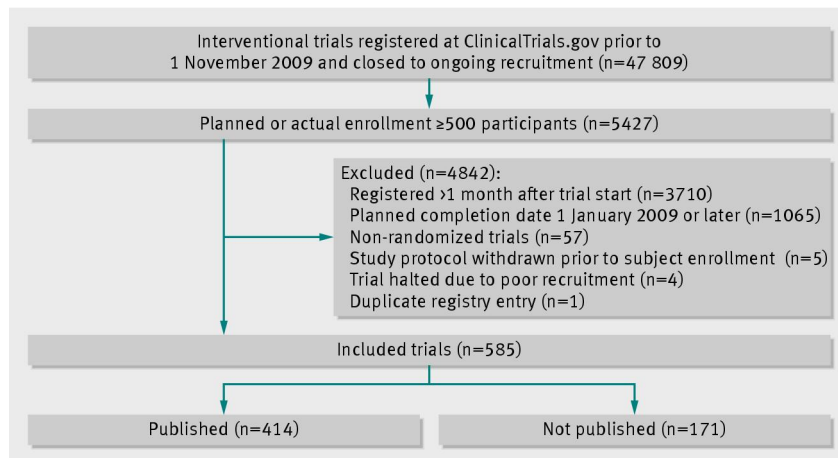 Interventional trials registered at ClinicalTrials.gov prior to
1 November 2009 and closed to ongoing recruitment (n=47 809)
Planned or actual enrollment ≥500 participants (n=5427)
Excluded (n=4842):
Registered >1 month after trial start (n=3710)
Planned completion date 1 January 2009 or later (n=1065)
Non-randomized trials (n=57)
Study protocol withdrawn prior to subject enrollment (n=5)
Trial halted due to poor recruitment (n=4)
Duplicate registry entry (n=1)
Included trials (n=585)
Published (n=414)
Not published (n=171)